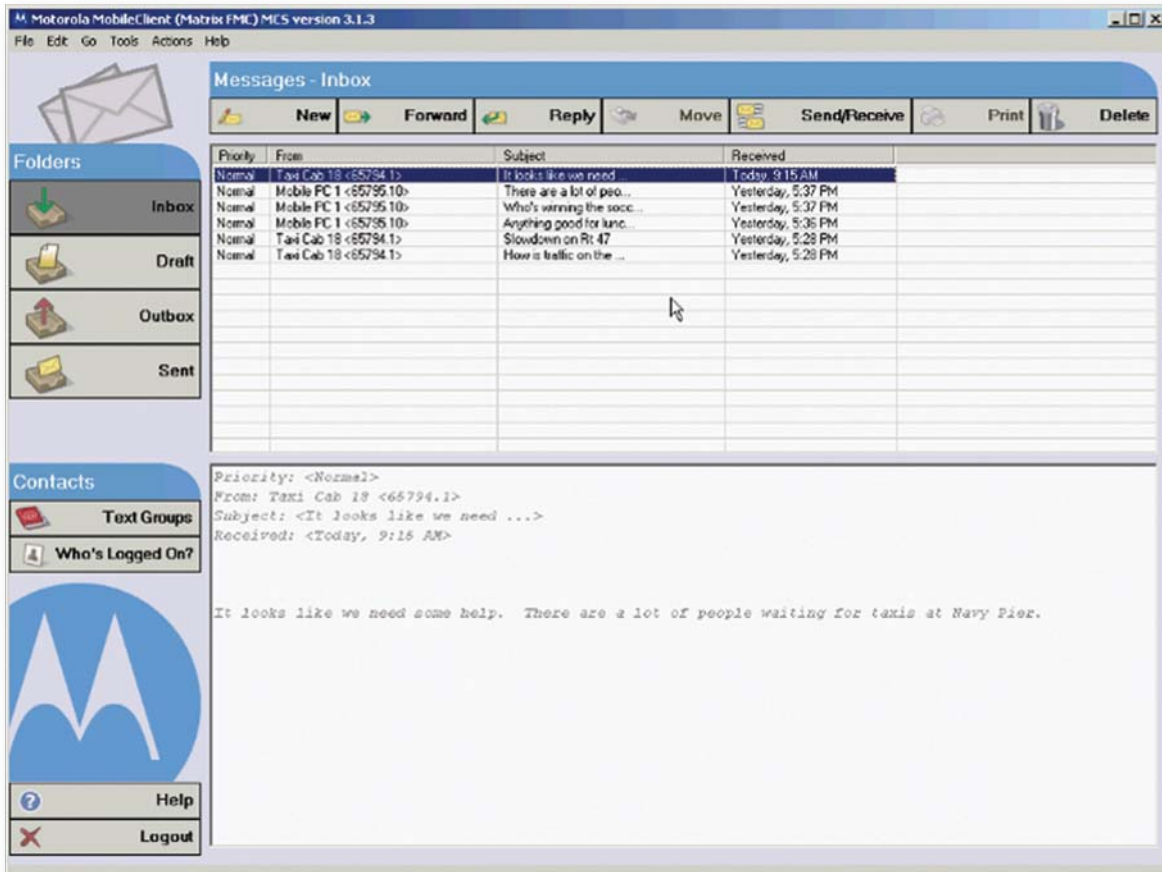 Motorola MobileClient (Matrix FMC) MCS version 3.1.3
File Edit Go Tools Actions Help
Messages - Inbox
New Forward Reply Move Send/Receive Print Delete
Folders
Inbox
Draft
Outbox
Sent
Priority From Subject Received
Normal Taxi Cab 18 <65794.1> It looks like we need ... Today, 9:15 AM
Normal Mobile PC 1 <65795.10> There are a lot of peo... Yesterday, 5:37 PM
Normal Mobile PC 1 <65795.10> Who's winning the socc... Yesterday, 5:37 PM
Normal Mobile PC 1 <65795.10> Anything good for lunc... Yesterday, 5:36 PM
Normal Taxi Cab 18 <65794.1> Slowdown on Rt 47 Yesterday, 5:28 PM
Normal Taxi Cab 18 <65794.1> How is traffic on the ... Yesterday, 5:28 PM
Contacts
Text Groups
Who's Logged On?
Help
Logout
Priority: <Normal>
From: Taxi Cab 18 <65794.1>
Subject: <It looks like we need ...>
Received: <Today, 9:15 AM>
It looks like we need some help. There are a lot of people waiting for taxis at Navy Pier.